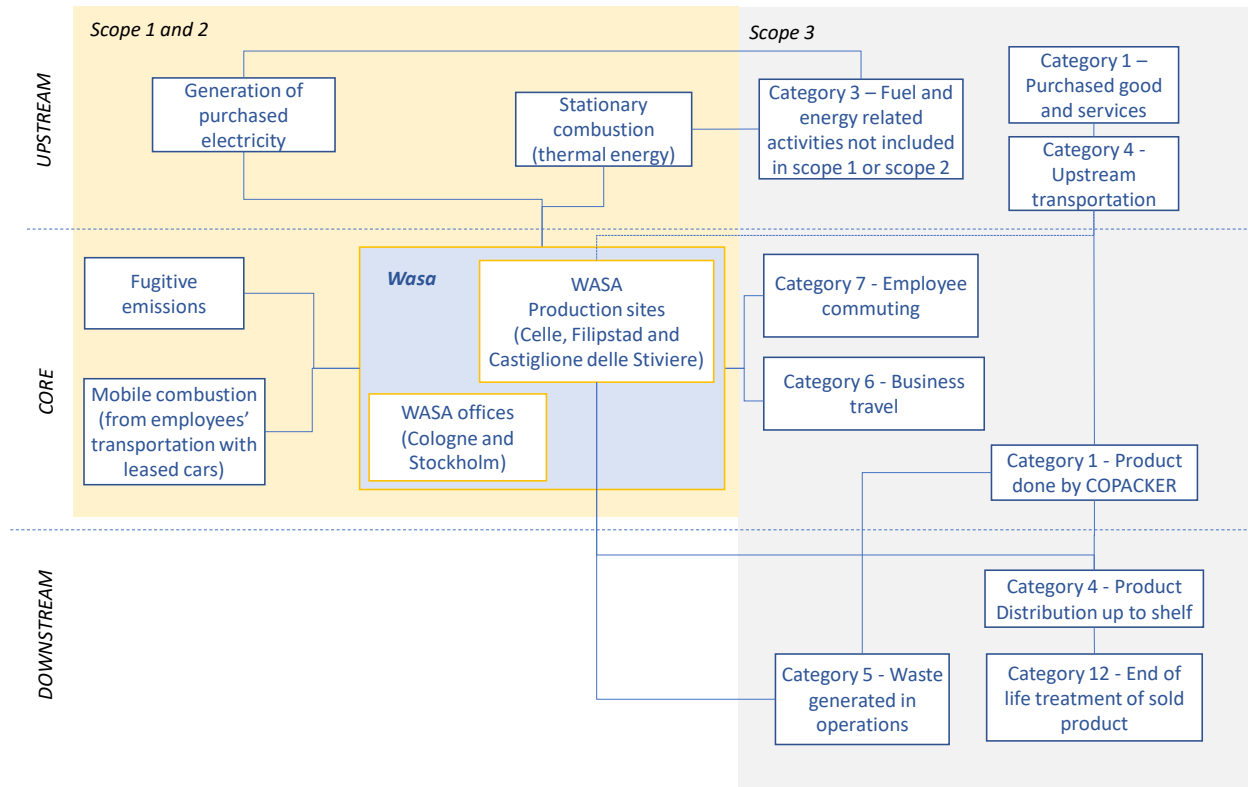 Scope 1 and 2
Scope 3
UPSTREAM
Generation of
purchased
electricity
Stationary
combustion
(thermal energy)
Category 3 – Fuel and
energy related
activities not included
in scope 1 or scope 2
Category 1 –
Purchased good
and services
Category 4 -
Upstream
transportation
CORE
Fugitive
emissions
Mobile combustion
(from employees’
transportation with
leased cars)
Wasa
WASA
Production sites
(Celle, Filipstad and
Castiglione delle Stiviere)
WASA offices
(Cologne and
Stockholm)
Category 7 - Employee
commuting
Category 6 - Business
travel
Category 1 - Product
done by COPACKER
DOWNSTREAM
Category 4 - Product
Distribution up to shelf
Category 5 - Waste
generated in
operations
Category 12 - End of
life treatment of sold
product